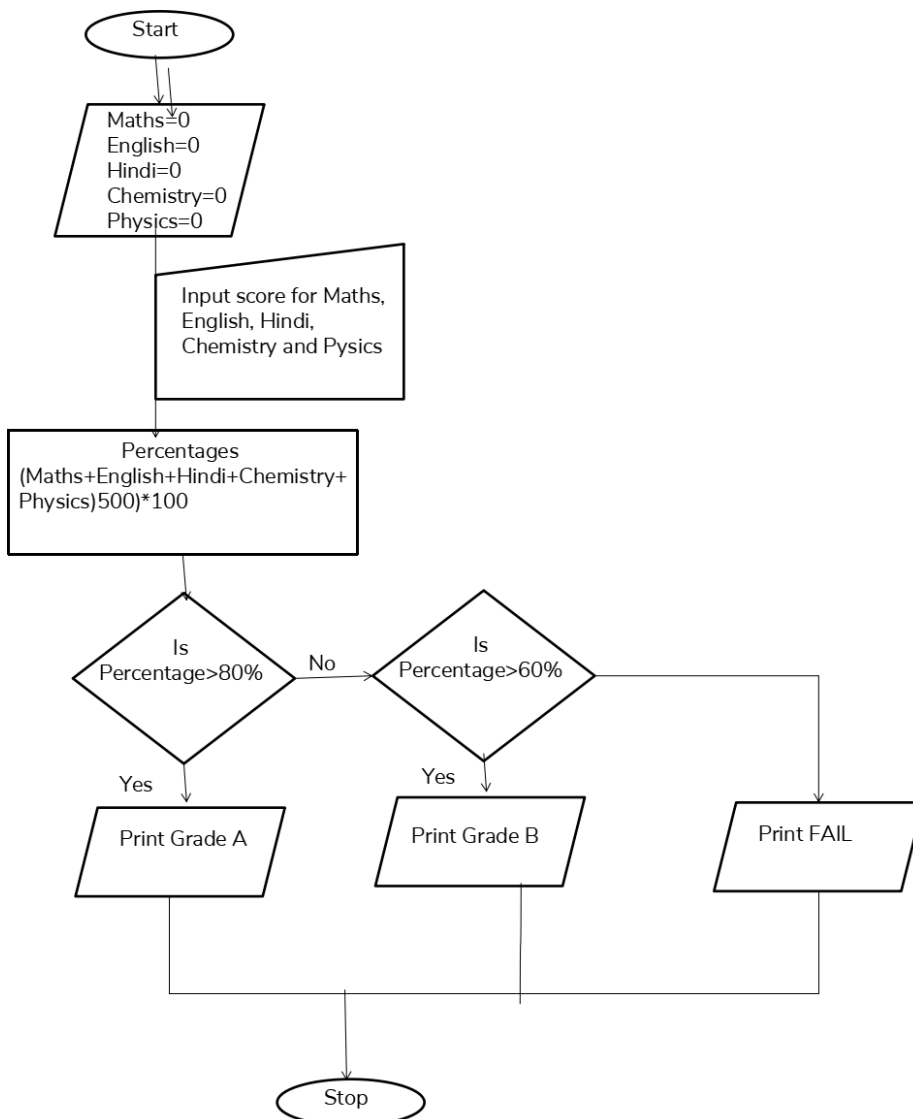 Start
Maths=0
English=0
Hindi=0
Chemistry=0
Physics=0
Input score for Maths,
English, Hindi,
Chemistry and Pysics
Percentages
(Maths+English+Hindi+Chemistry+
Physics)500)*100
Is
Percentage>80%
No
Is
Percentage>60%
Yes
Yes
Print Grade A
Print Grade B
Print FAIL
Stop